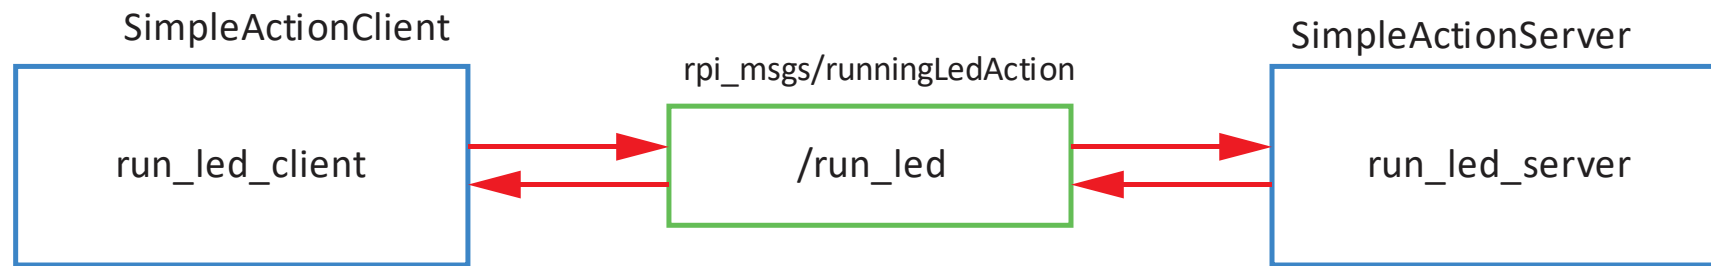 SimpleActionClient
run_led_client
rpi_msgs/runningLedAction
/run_led
SimpleActionServer
run_led_server